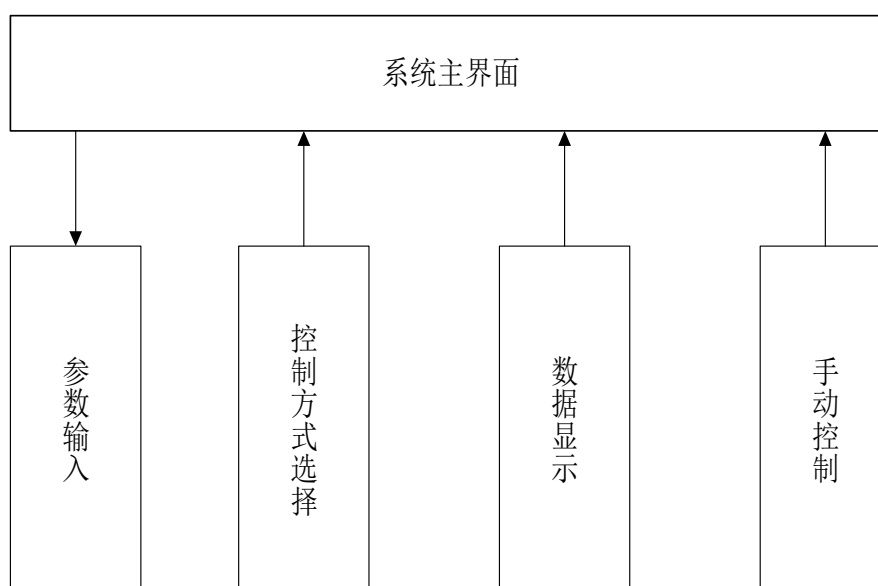 系统主界面
参数输入
控制方式选择
数据显示
手动控制